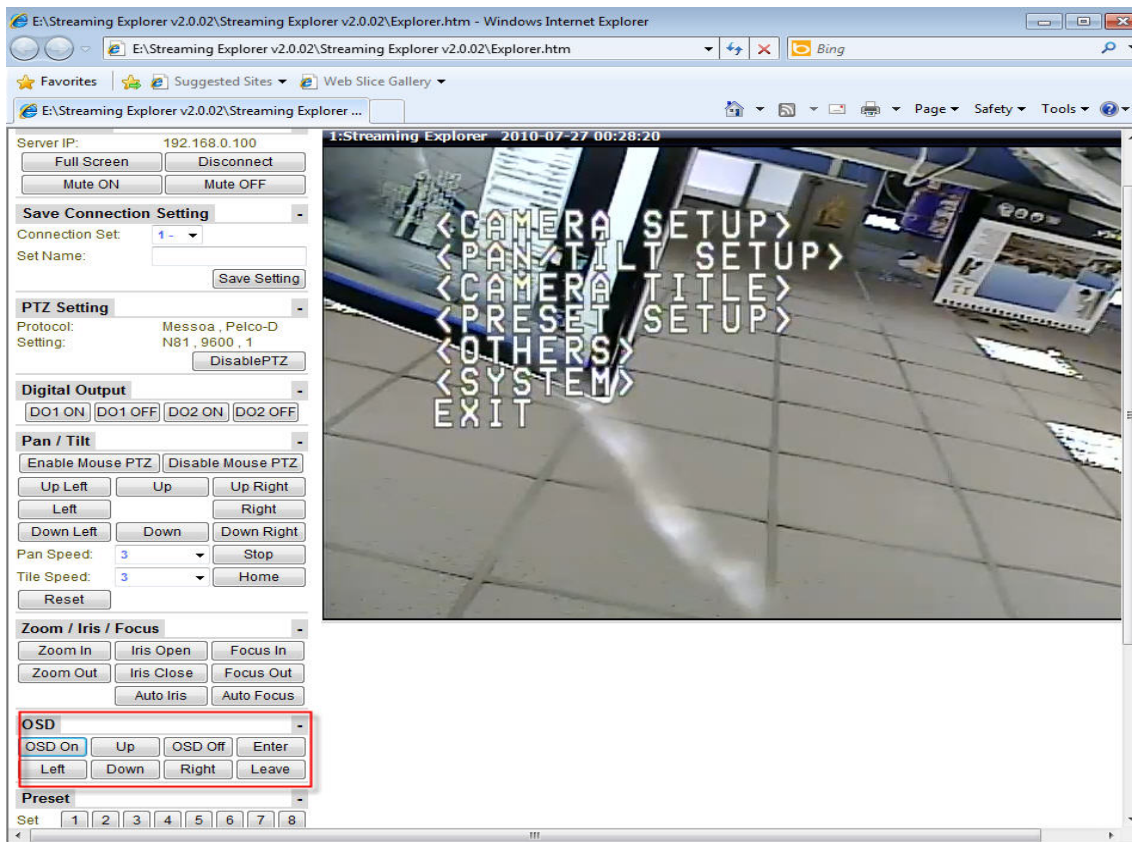 E:\Streaming Explorer v2.0.02\Streaming Explorer v2.0.02\Explorer.htm - Windows Internet Explorer
E:\Streaming Explorer v2.0.02\Streaming Explorer v2.0.02\Explorer.htm Bing
Favorites Suggested Sites Web Slice Gallery
E:\Streaming Explorer v2.0.02\Streaming Explorer ... Page Safety Tools
Server IP: 192.168.0.100
Full Screen Disconnect
Mute ON Mute OFF
Save Connection Setting -
Connection Set: 1 -
Set Name:
Save Setting
PTZ Setting -
Protocol: Messoa , Pelco-D
Setting: N81 , 9600 , 1
DisablePTZ
Digital Output -
DO1 ON DO1 OFF DO2 ON DO2 OFF
Pan / Tilt -
Enable Mouse PTZ Disable Mouse PTZ
Up Left Up Up Right
Left Right
Down Left Down Down Right
Pan Speed: 3 Stop
Tile Speed: 3 Home
Reset
Zoom / Iris / Focus -
Zoom In Iris Open Focus In
Zoom Out Iris Close Focus Out
Auto Iris Auto Focus
OSD -
OSD On Up OSD Off Enter
Left Down Right Leave
Preset -
Set 1 2 3 4 5 6 7 8
1:Streaming Explorer 2010-07-27 00:28:20
<CAMERA SETUP>
<PAN/TILT SETUP>
<CAMERA TITLE>
<PRESET SETUP>
<OTHERS>
<SYSTEM>
EXIT